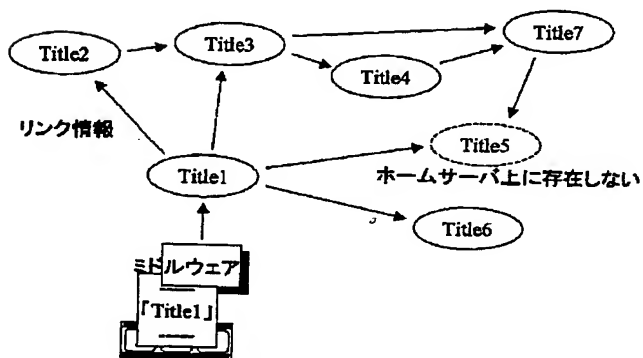 Title7
Title3
Title2
Title4
リンク情報
Title5
Title1
ホームサーバ上に存在しない
Title6
ミドルウェア
「Title1」